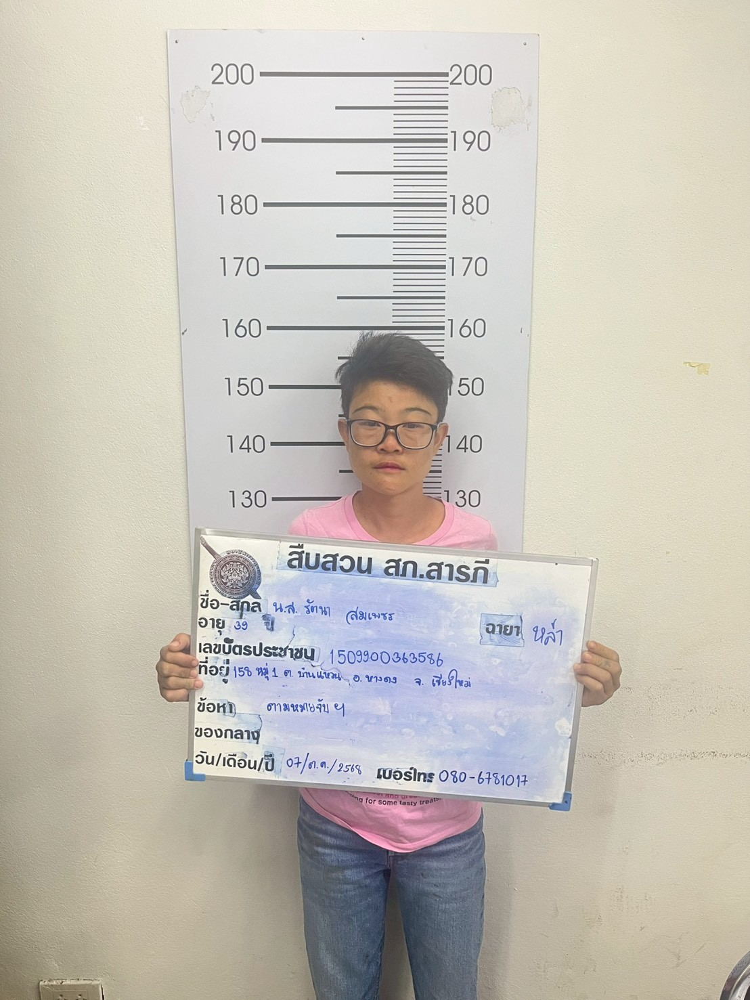 200 200
190 190
180 180
170 170
160 160
150 150
140 140
130 130
สืบสวน สภ.สารภี
ชื่อ-สกุล น.ส. รัตนา สมเพชร
อายุ 39 ปี ฉายา หล้า
เลขบัตรประชาชน 1509900363586
ที่อยู่ 158 หมู่ 1 ต. บ้านแหวน อ. หางดง จ. เชียงใหม่
ข้อหา ตามหมายจับ ฯ
ของกลาง
วัน/เดือน/ปี 07/ต.ค./2568 เบอร์โทร 080-6781017
for some tasty treats